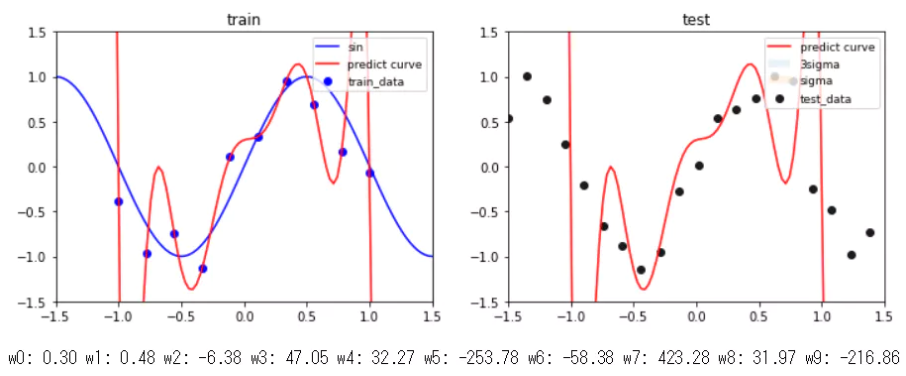 train
test
1.5
1.0
0.5
0.0
−0.5
−1.0
−1.5
−1.5 −1.0 −0.5 0.0 0.5 1.0 1.5
sin
predict curve
train_data
1.5
1.0
0.5
0.0
−0.5
−1.0
−1.5
−1.5 −1.0 −0.5 0.0 0.5 1.0 1.5
predict curve
3sigma
sigma
test_data
w0: 0.30 w1: 0.48 w2: -6.38 w3: 47.05 w4: 32.27 w5: -253.78 w6: -58.38 w7: 423.28 w8: 31.97 w9: -216.86